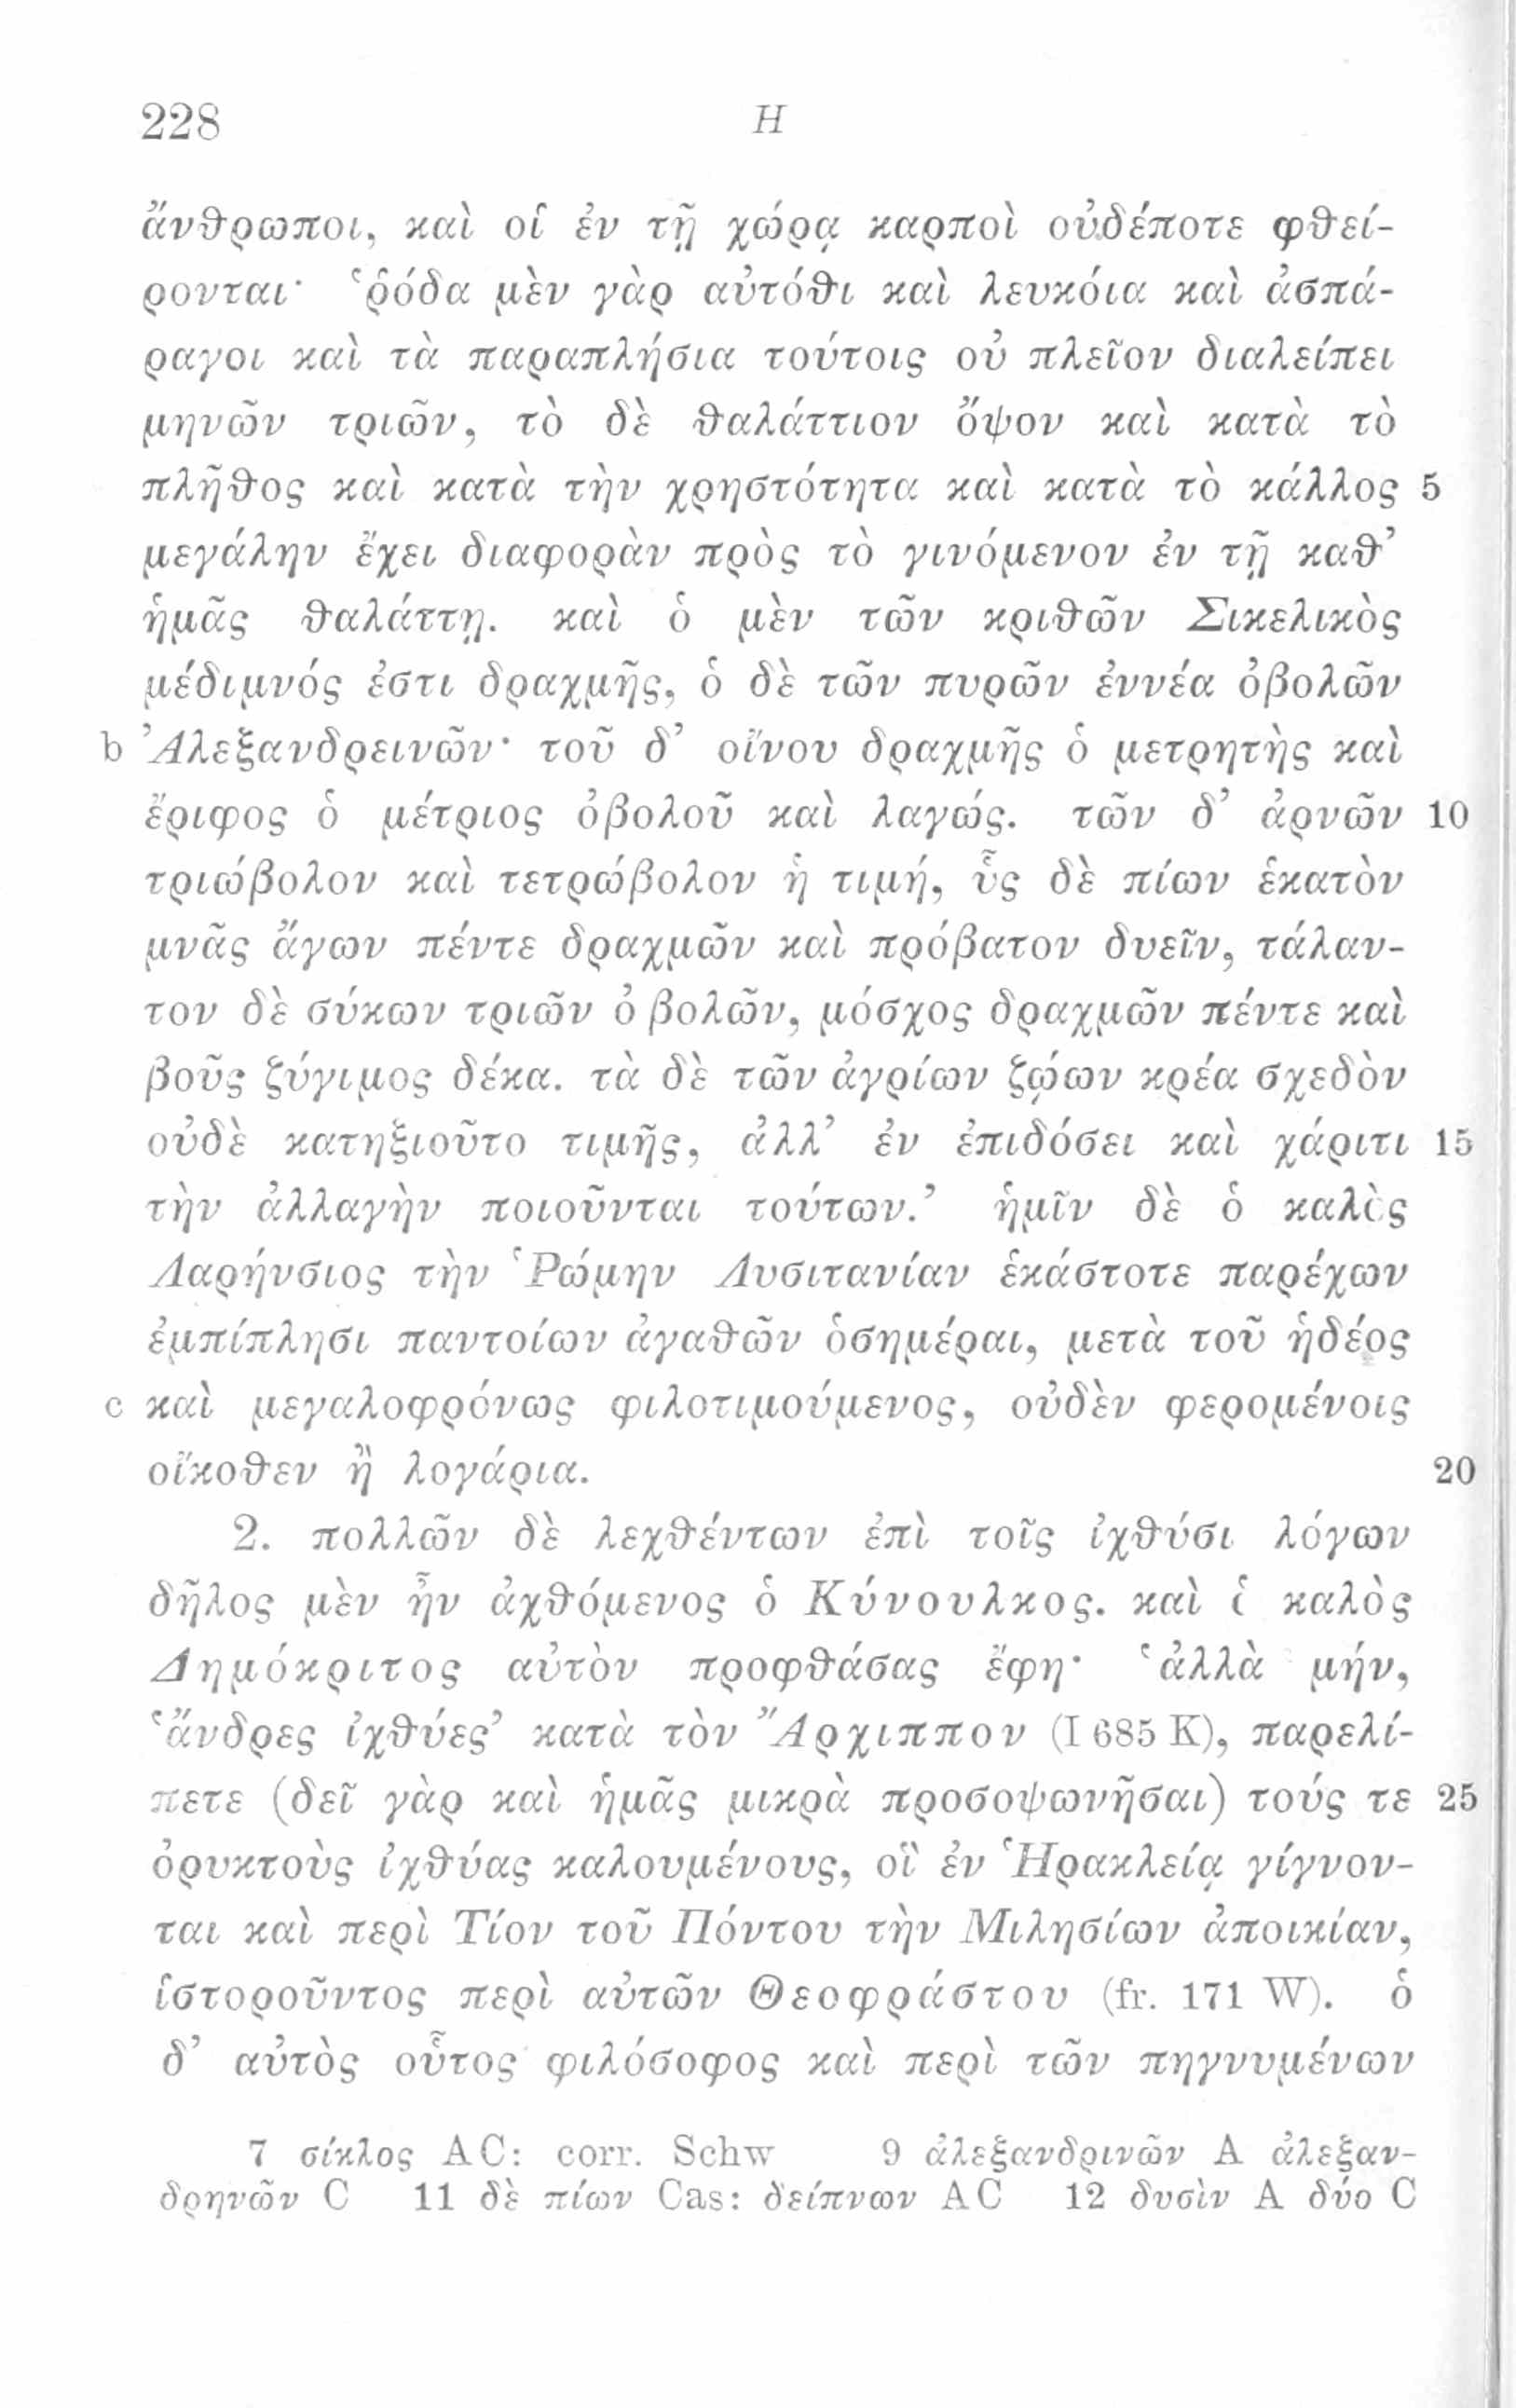 228 Η
ἄνθρωποι, καὶ οἱ ἐν τῇ χώρᾳ καρποὶ οὐδέποτε φθεί-
ρονται· ῾ῥόδα μὲν γὰρ αὐτόθι καὶ λευκόια καὶ ἀσπά-
ραγοι καὶ τὰ παραπλήσια τούτοις οὐ πλεῖον διαλείπει
μηνῶν τριῶν, τὸ δὲ θαλάττιον ὄψον καὶ κατὰ τὸ
πλῆθος καὶ κατὰ τὴν χρηστότητα καὶ κατὰ τὸ κάλλος 5
μεγάλην ἔχει διαφορὰν πρὸς τὸ γινόμενον ἐν τῇ καθ’
ἡμᾶς θαλάττῃ. καὶ ὁ μὲν τῶν κριθῶν Σικελικὸς
μέδιμνός ἐστι δραχμῆς, ὁ δὲ τῶν πυρῶν ἐννέα ὀβολῶν
b Ἀλεξανδρεινῶν· τοῦ δ’ οἴνου δραχμῆς ὁ μετρητὴς καὶ
ἔριφος ὁ μέτριος ὀβολοῦ καὶ λαγώς. τῶν δ’ ἀρνῶν 10
τριώβολον καὶ τετρώβολον ἡ τιμή, ὗς δὲ πίων ἑκατὸν
μνᾶς ἄγων πέντε δραχμῶν καὶ πρόβατον δυεῖν, τάλαν-
τον δὲ σύκων τριῶν ὀβολῶν, μόσχος δραχμῶν πέντε καὶ
βοῦς ζύγιμος δέκα. τὰ δὲ τῶν ἀγρίων ζῴων κρέα σχεδὸν
οὐδὲ κατηξιοῦτο τιμῆς, ἀλλ’ ἐν ἐπιδόσει καὶ χάριτι 15
τὴν ἀλλαγὴν ποιοῦνται τούτων.’ ἡμῖν δὲ ὁ καλὸς
Λαρήνσιος τὴν Ῥώμην Λυσιτανίαν ἑκάστοτε παρέχων
ἐμπίπλησι παντοίων ἀγαθῶν ὁσημέραι, μετὰ τοῦ ἡδέος
c καὶ μεγαλοφρόνως φιλοτιμούμενος, οὐδὲν φερομένοις
οἴκοθεν ἢ λογάρια. 20
2. πολλῶν δὲ λεχθέντων ἐπὶ τοῖς ἰχθύσι λόγων
δῆλος μὲν ἦν ἀχθόμενος ὁ Κύνουλκος. καὶ ὁ καλὸς
Δημόκριτος αὐτὸν προφθάσας ἔφη· ῾ἀλλὰ μήν,
῾ἄνδρες ἰχθύες’ κατὰ τὸν Ἄρχιππον (I 685 K), παρελί-
πετε (δεῖ γὰρ καὶ ἡμᾶς μικρὰ προσοψωνῆσαι) τούς τε 25
ὀρυκτοὺς ἰχθύας καλουμένους, οἳ ἐν Ἡρακλείᾳ γίγνον-
ται καὶ περὶ Τίον τοῦ Πόντου τὴν Μιλησίων ἀποικίαν,
ἱστοροῦντος περὶ αὐτῶν Θεοφράστου (fr. 171 W). ὁ
δ’ αὐτὸς οὗτος φιλόσοφος καὶ περὶ τῶν πηγνυμένων
7 σίκλος AC: corr. Schw 9 ἀλεξανδρινῶν A ἀλεξαν-
δρηνῶν C 11 δὲ πίων Cas: δείπνων AC 12 δυσὶν A δύο C